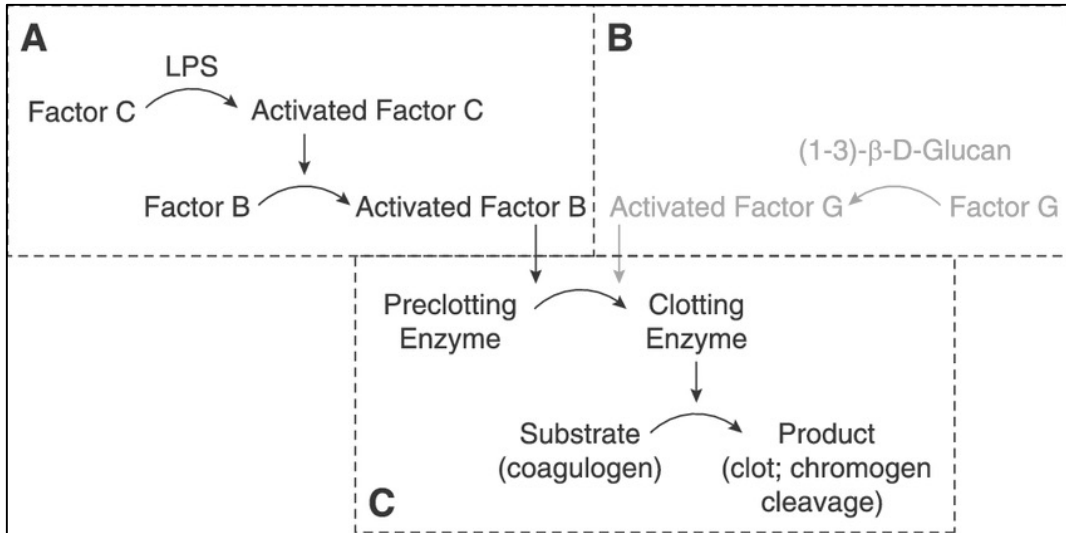 A
LPS
Factor C
Activated Factor C
Factor B
Activated Factor B
B
(1-3)-β-D-Glucan
Activated Factor G
Factor G
Preclotting
Enzyme
Clotting
Enzyme
Substrate
(coagulogen)
Product
(clot; chromogen
cleavage)
C